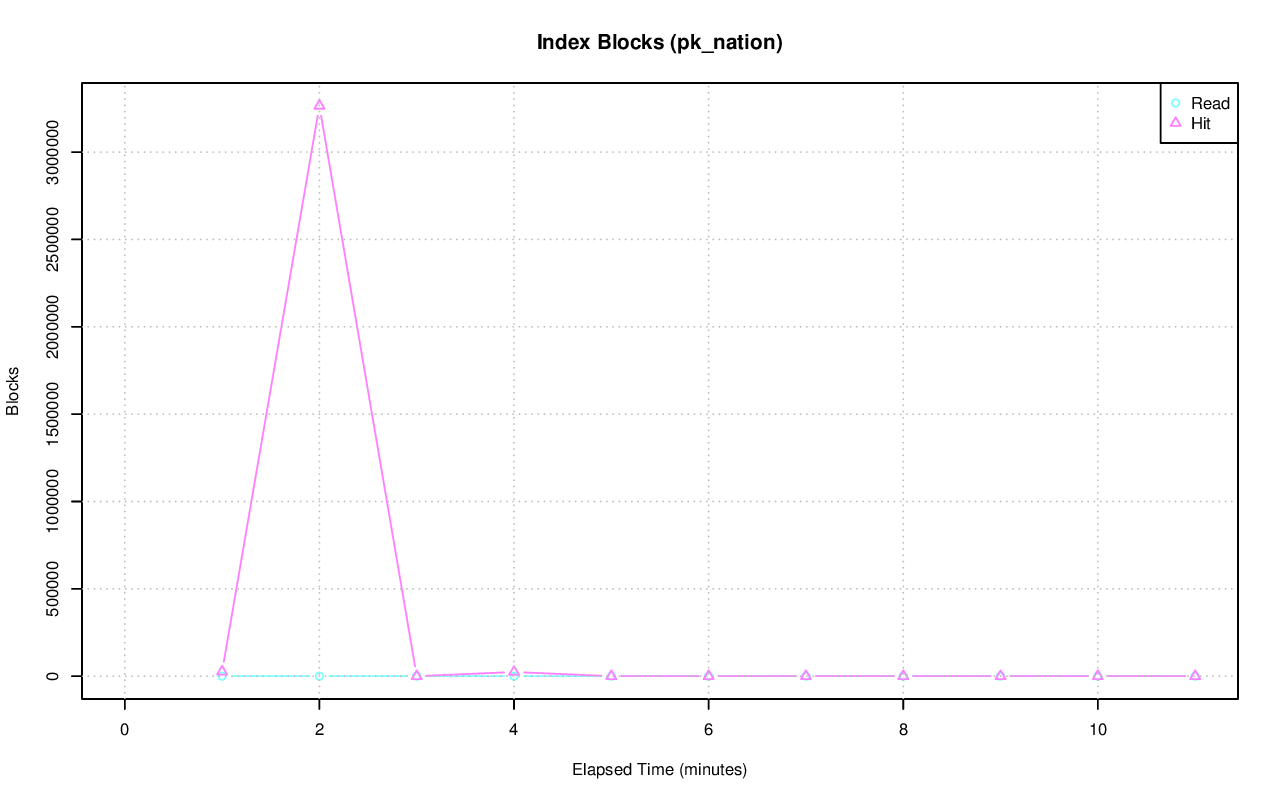 Index Blocks (pk_nation)
Read
Hit
Blocks
3000000
2500000
2000000
1500000
1000000
500000
0
0 2 4 6 8 10
Elapsed Time (minutes)